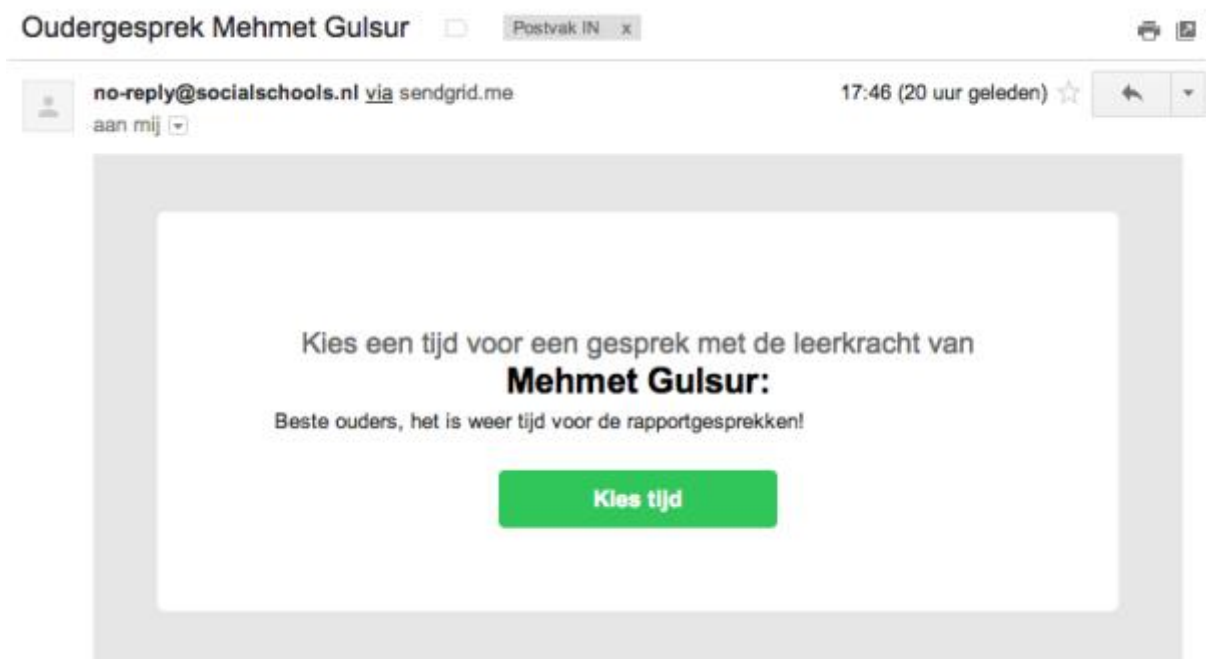 Oudergesprek Mehmet Gulsur
Postvak IN x
no-reply@socialschools.nl via sendgrid.me
17:46 (20 uur geleden)
aan mij
Kies een tijd voor een gesprek met de leerkracht van
Mehmet Gulsur:
Beste ouders, het is weer tijd voor de rapportgesprekken!
Kies tijd